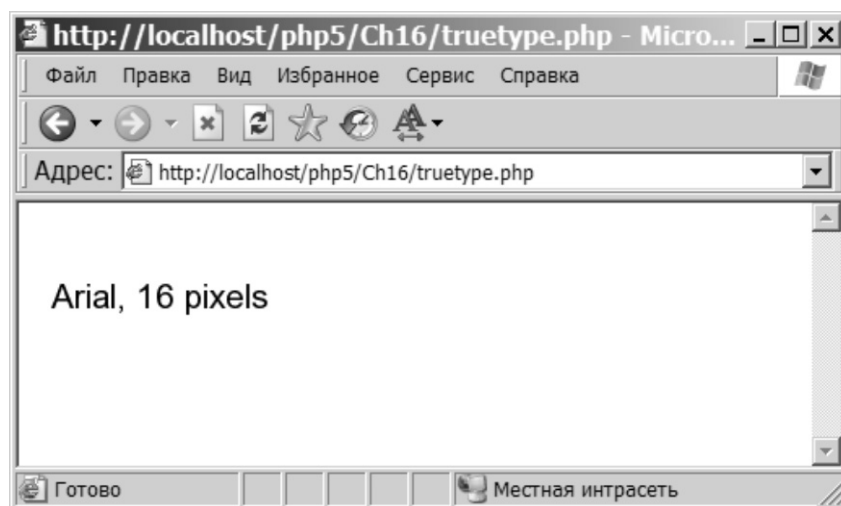 http://localhost/php5/Ch16/truetype.php - Micro...
Файл Правка Вид Избранное Сервис Справка
Адрес: http://localhost/php5/Ch16/truetype.php
Arial, 16 pixels
Готово Местная интрасеть